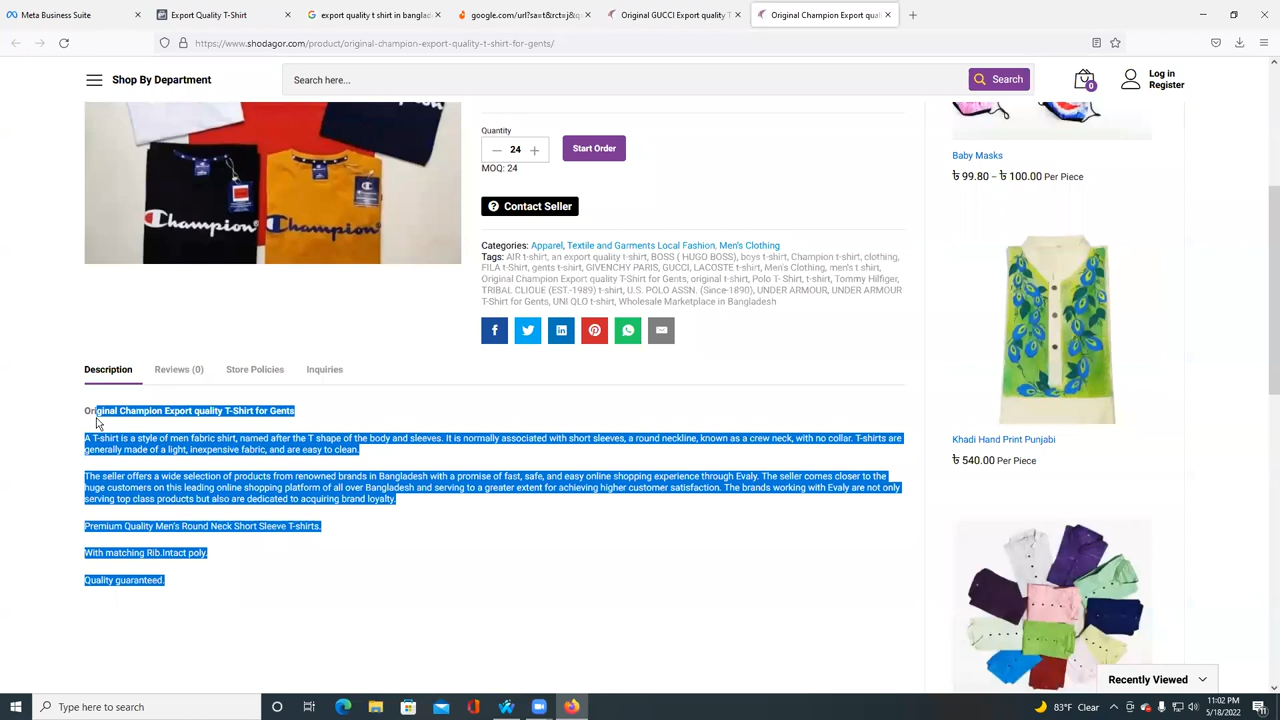 Meta Business Suite
Export Quality T-Shirt
export quality t shirt in banglad
google.com/url?sa=t&rct=j&q
Original GUCCI Export quality T
Original Champion Export qual
https://www.shodagor.com/product/original-champion-export-quality-t-shirt-for-gents/
Shop By Department
Search here...
Search
0
Log in
Register
Champion
Champion
Quantity
24
Start Order
MOQ: 24
Contact Seller
Categories: Apparel, Textile and Garments Local Fashion, Men's Clothing
Tags: AIR t-shirt, an export quality t-shirt, BOSS ( HUGO BOSS), boys t-shirt, Champion t-shirt, clothing,
FILA t-Shirt, gents t-shirt, GIVENCHY PARIS, GUCCI, LACOSTE t-shirt, Men's Clothing, men's t shirt,
Original Champion Export quality T-Shirt for Gents, original t-shirt, Polo T- Shirt, t-shirt, Tommy Hilfiger,
TRIBAL CLIQUE (EST.-1989) t-shirt, U.S. POLO ASSN. (Since-1890), UNDER ARMOUR, UNDER ARMOUR
T-Shirt for Gents, UNI QLO t-shirt, Wholesale Marketplace in Bangladesh
Baby Masks
৳ 99.80 – ৳ 100.00 Per Piece
Khadi Hand Print Punjabi
৳ 540.00 Per Piece
Description
Reviews (0)
Store Policies
Inquiries
Original Champion Export quality T-Shirt for Gents
A T-shirt is a style of men fabric shirt, named after the T shape of the body and sleeves. It is normally associated with short sleeves, a round neckline, known as a crew neck, with no collar. T-shirts are
generally made of a light, inexpensive fabric, and are easy to clean.
The seller offers a wide selection of products from renowned brands in Bangladesh with a promise of fast, safe, and easy online shopping experience through Evaly. The seller comes closer to the
huge customers on this leading online shopping platform of all over Bangladesh and serving to a greater extent for achieving higher customer satisfaction. The brands working with Evaly are not only
serving top class products but also are dedicated to acquiring brand loyalty.
Premium Quality Men's Round Neck Short Sleeve T-shirts.
With matching Rib.Intact poly.
Quality guaranteed.
Recently Viewed
Type here to search
83°F Clear
11:02 PM
5/18/2022